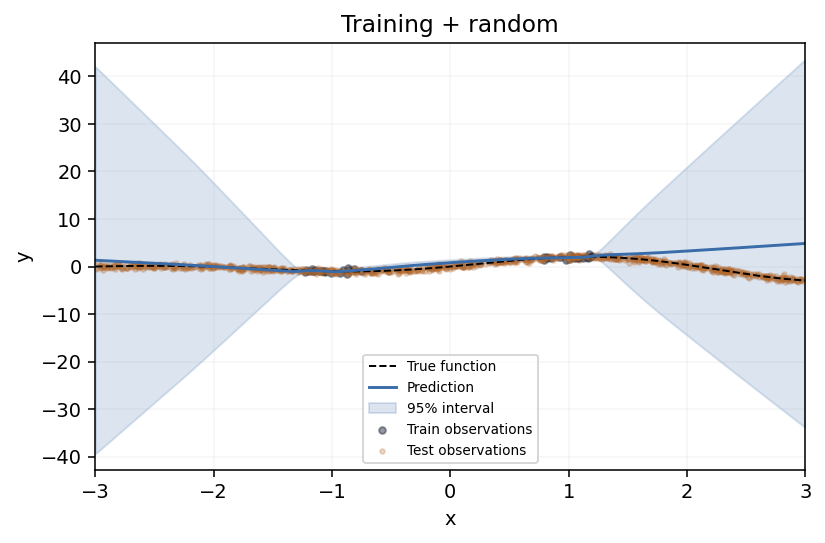 Training + random
40
30
20
10
0
−10
−20
−30
−40
y
−3
−2
−1
0
1
2
3
x
True function
Prediction
95% interval
Train observations
Test observations